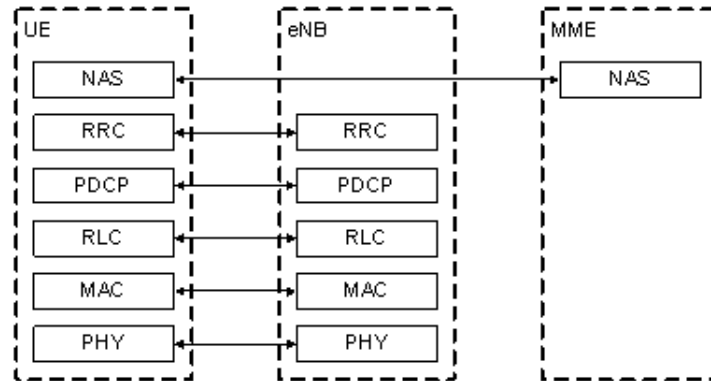 UE eNB MME
NAS NAS
RRC RRC
PDCP PDCP
RLC RLC
MAC MAC
PHY PHY